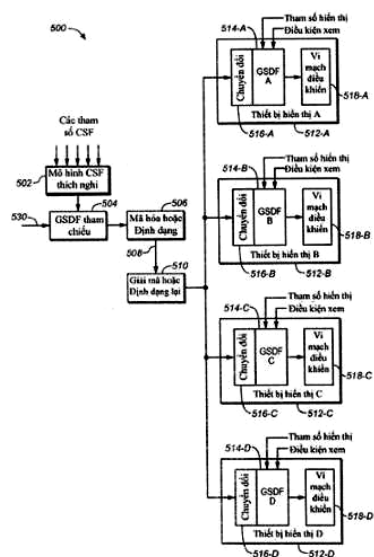 500
Các tham
số CSF
Mô hình CSF
thích nghi
502
504
530
GSDF tham
chiếu
506
Mã hóa hoặc
Định dạng
508
510
Giải mã hoặc
Định dạng lại
514-A
Tham số hiển thị
Điều kiện xem
Chuyển đổi
GSDF
A
Vi
mạch
điều
khiển
518-A
Thiết bị hiển thị A
516-A
512-A
514-B
Tham số hiển thị
Điều kiện xem
Chuyển đổi
GSDF
B
Vi
mạch
điều
khiển
518-B
Thiết bị hiển thị B
516-B
512-B
514-C
Tham số hiển thị
Điều kiện xem
Chuyển đổi
GSDF
C
Vi
mạch
điều
khiển
518-C
Thiết bị hiển thị C
516-C
512-C
514-D
Tham số hiển thị
Điều kiện xem
Chuyển đổi
GSDF
D
Vi
mạch
điều
khiển
518-D
Thiết bị hiển thị D
516-D
512-D